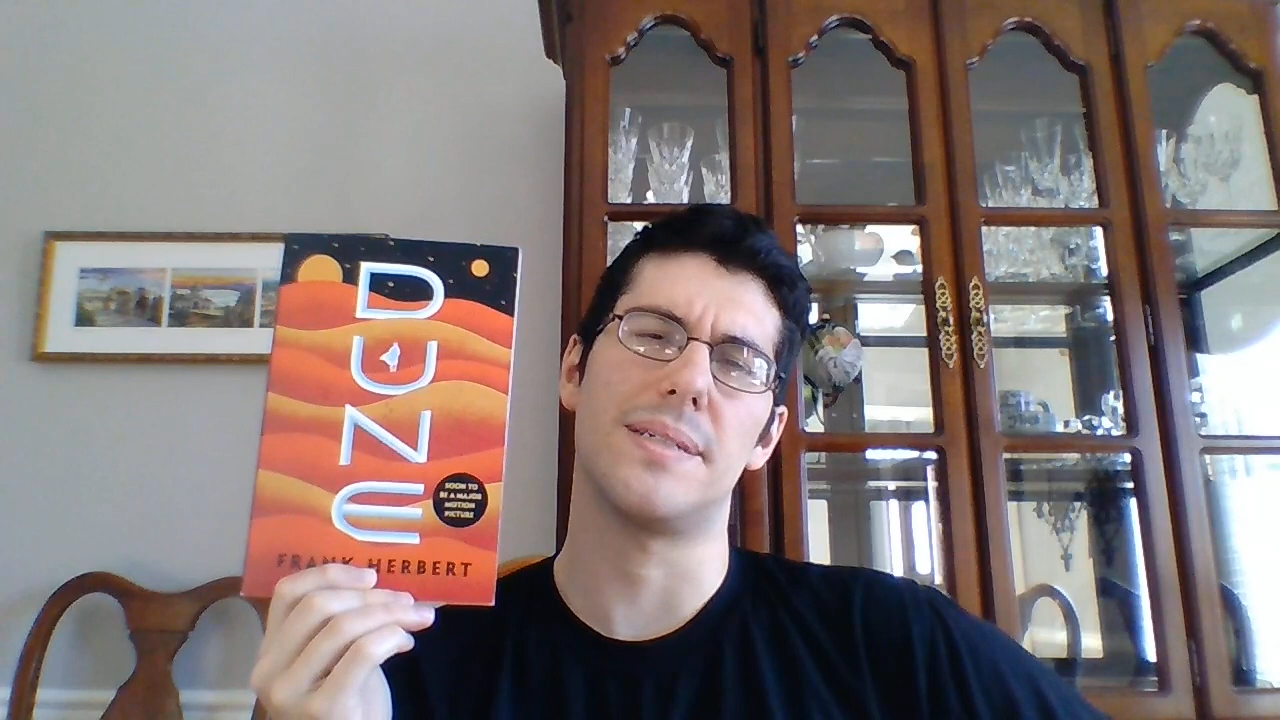 DUNE
SOON TO
BE A MAJOR
MOTION
PICTURE
FRANK HERBERT